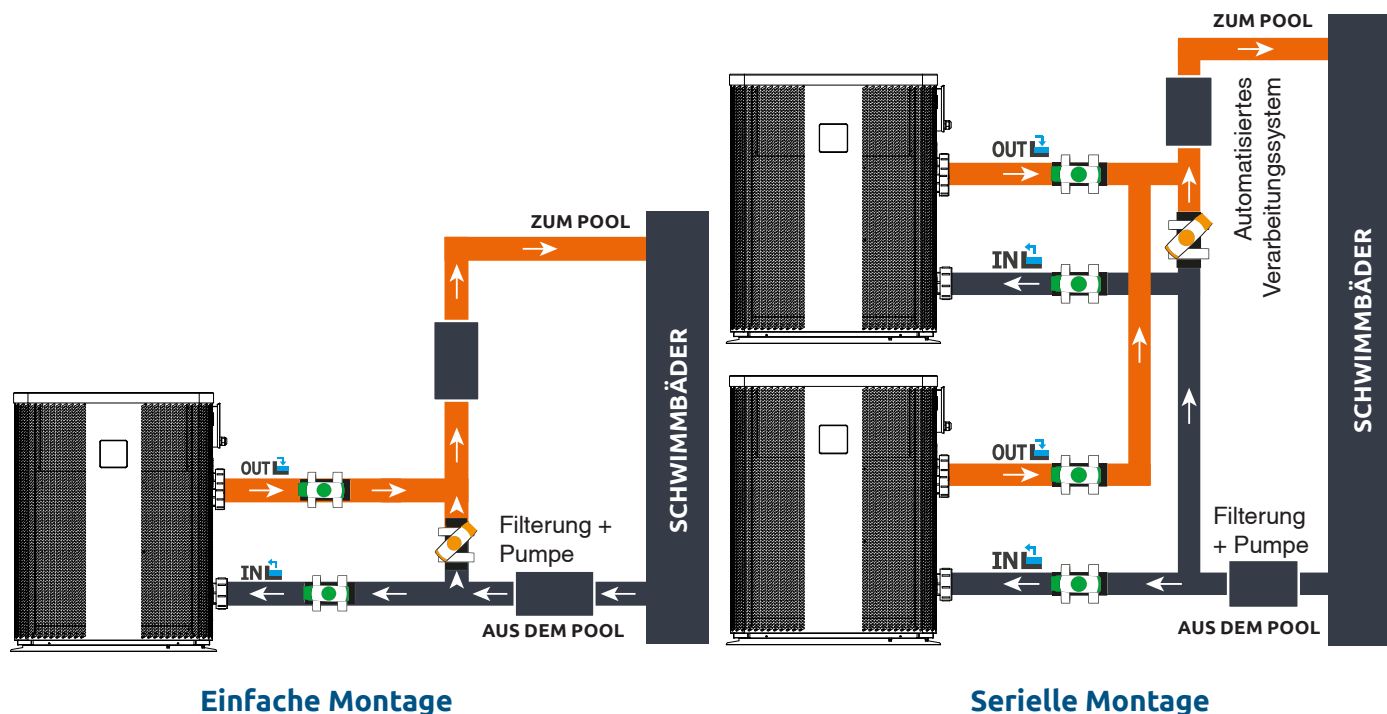 ZUM POOL
OUT
IN
Filterung +
Pumpe
AUS DEM POOL
SCHWIMMBÄDER
Einfache Montage
ZUM POOL
Automatisiertes
Verarbeitungssystem
OUT
IN
OUT
IN
Filterung
+ Pumpe
AUS DEM POOL
SCHWIMMBÄDER
Serielle Montage